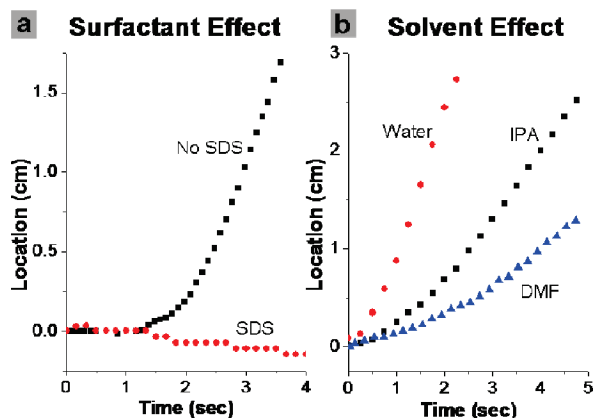 a Surfactant Effect
Location (cm)
1.5
1.0
0.5
0.0
No SDS
SDS
0 1 2 3 4
Time (sec)
b Solvent Effect
Location (cm)
3
2
1
0
Water
IPA
DMF
0 1 2 3 4 5
Time (sec)